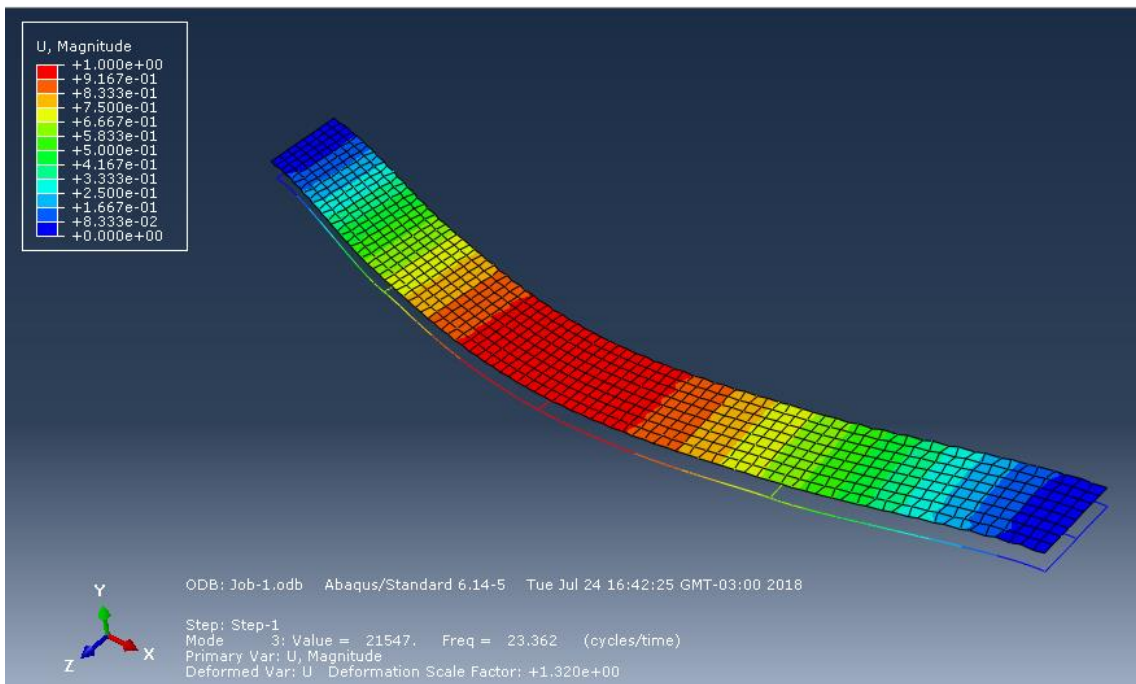 U, Magnitude
+1.000e+00
+9.167e-01
+8.333e-01
+7.500e-01
+6.667e-01
+5.833e-01
+5.000e-01
+4.167e-01
+3.333e-01
+2.500e-01
+1.667e-01
+8.333e-02
+0.000e+00
ODB: Job-1.odb Abaqus/Standard 6.14-5 Tue Jul 24 16:42:25 GMT-03:00 2018
Y
Z
X
Step: Step-1
Mode 3: Value = 21547. Freq = 23.362 (cycles/time)
Primary Var: U, Magnitude
Deformed Var: U Deformation Scale Factor: +1.320e+00